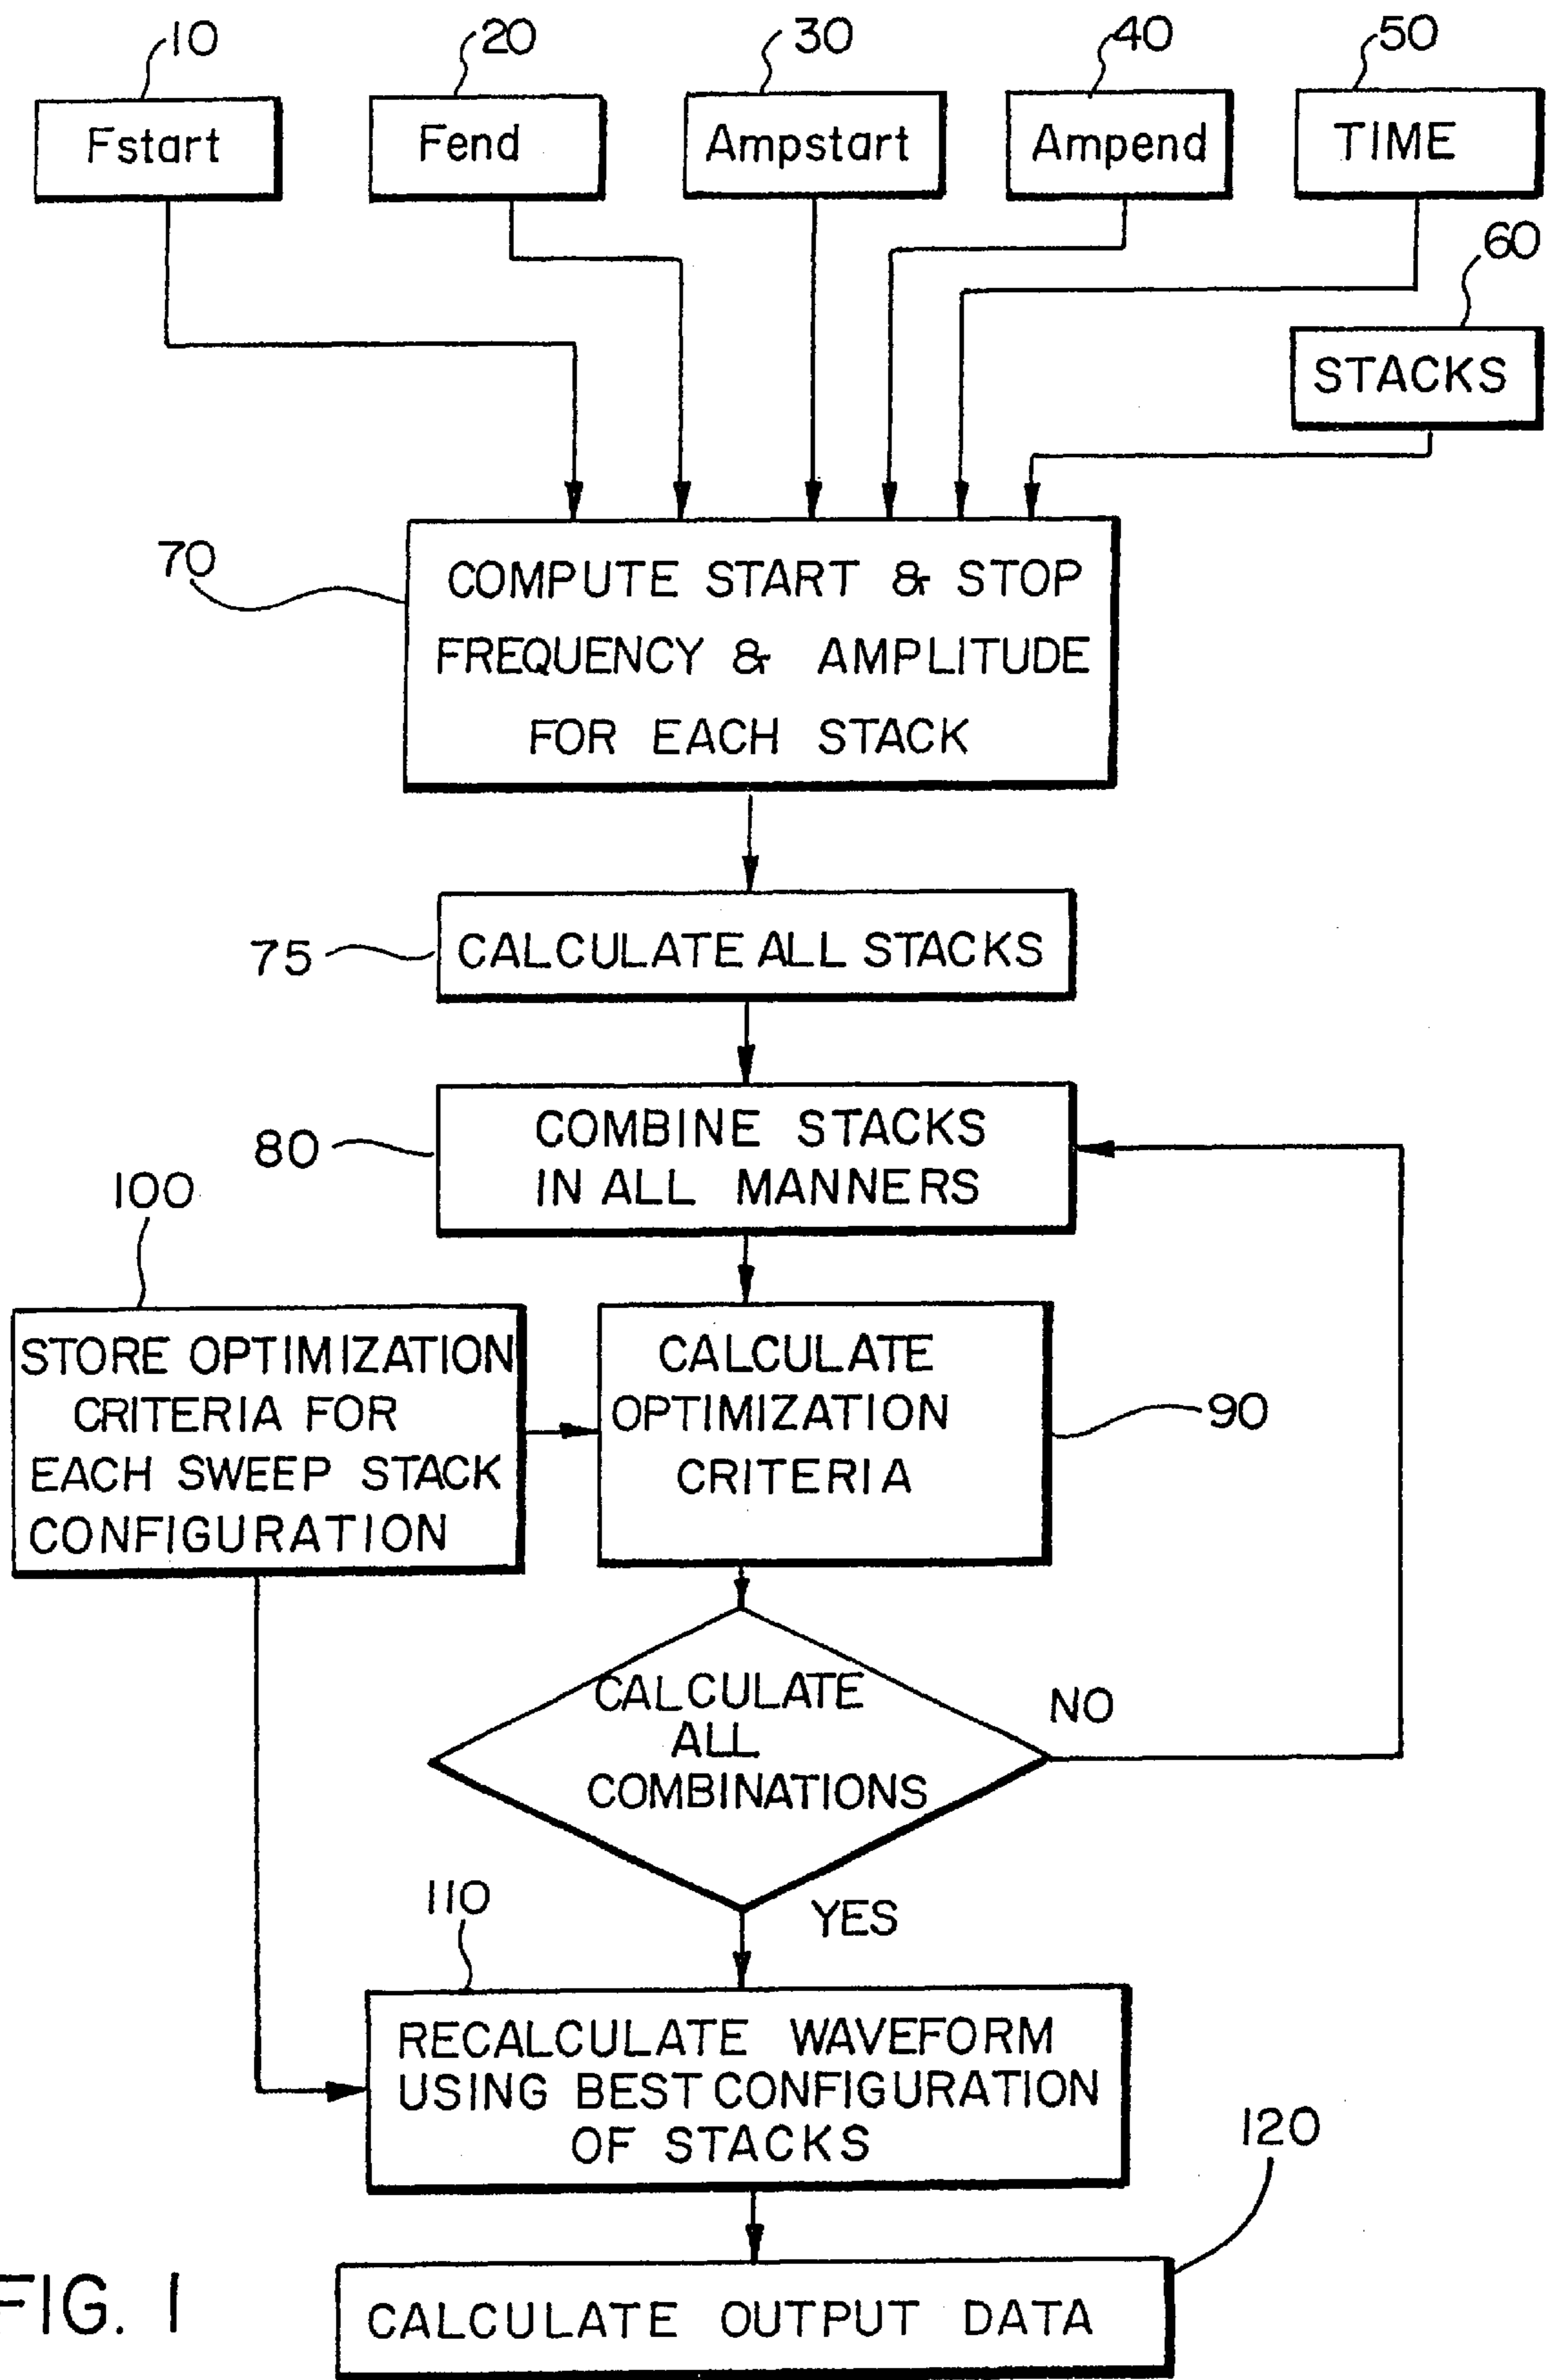 10
20
30
40
50
Fstart
Fend
Ampstart
Ampend
TIME
60
STACKS
70
COMPUTE START & STOP
FREQUENCY & AMPLITUDE
FOR EACH STACK
75
CALCULATE ALL STACKS
80
COMBINE STACKS
IN ALL MANNERS
100
STORE OPTIMIZATION
CRITERIA FOR
EACH SWEEP STACK
CONFIGURATION
CALCULATE
OPTIMIZATION
CRITERIA
90
CALCULATE
ALL
COMBINATIONS
NO
YES
110
RECALCULATE WAVEFORM
USING BEST CONFIGURATION
OF STACKS
120
CALCULATE OUTPUT DATA
FIG. 1